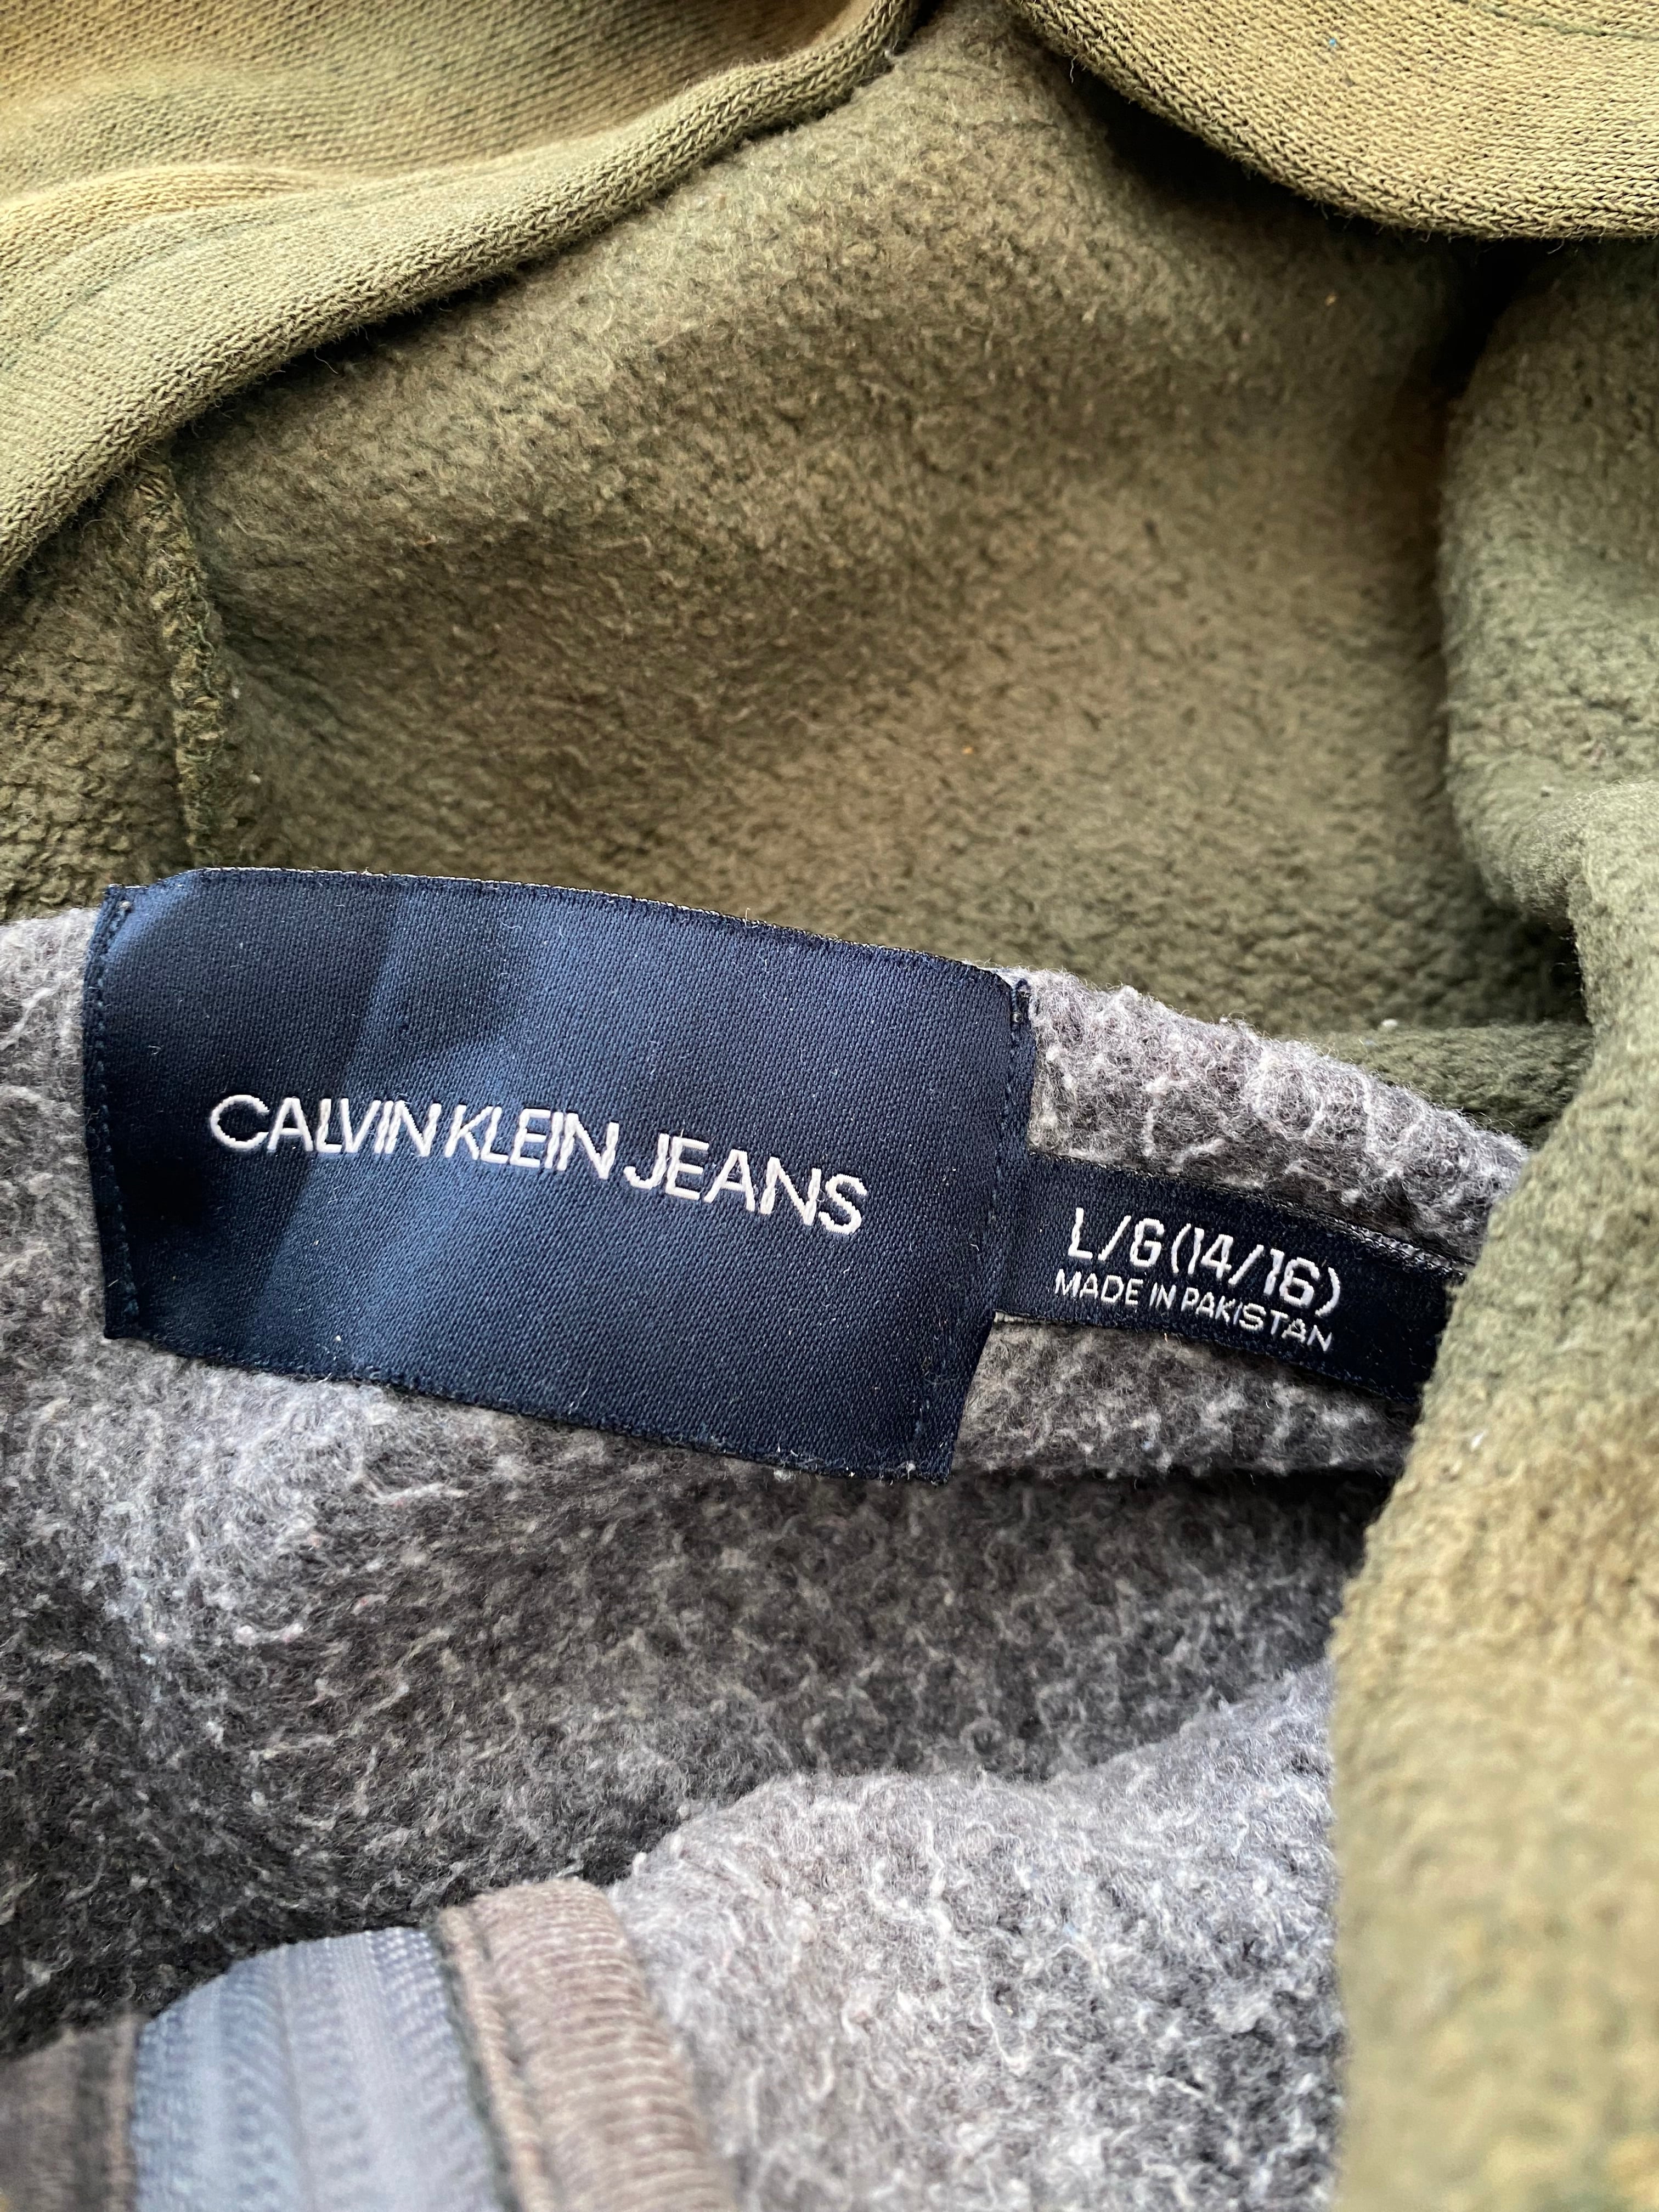 CALVIN KLEIN JEANS
L/G (14/16)
MADE IN PAKISTAN